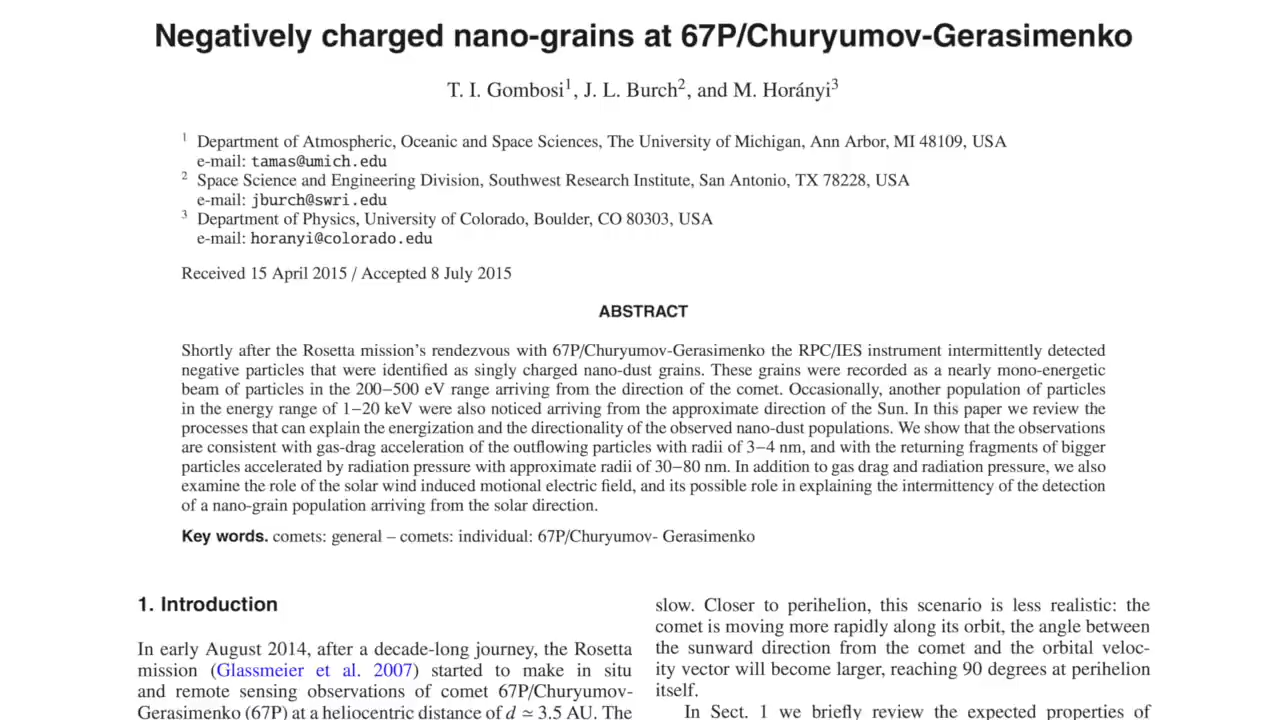 Negatively charged nano-grains at 67P/Churyumov-Gerasimenko
T. I. Gombosi1, J. L. Burch2, and M. Horányi3
1 Department of Atmospheric, Oceanic and Space Sciences, The University of Michigan, Ann Arbor, MI 48109, USA
e-mail: tamas@umich.edu
2 Space Science and Engineering Division, Southwest Research Institute, San Antonio, TX 78228, USA
e-mail: jburch@swri.edu
3 Department of Physics, University of Colorado, Boulder, CO 80303, USA
e-mail: horanyi@colorado.edu
Received 15 April 2015 / Accepted 8 July 2015
ABSTRACT
Shortly after the Rosetta mission's rendezvous with 67P/Churyumov-Gerasimenko the RPC/IES instrument intermittently detected
negative particles that were identified as singly charged nano-dust grains. These grains were recorded as a nearly mono-energetic
beam of particles in the 200−500 eV range arriving from the direction of the comet. Occasionally, another population of particles
in the energy range of 1−20 keV were also noticed arriving from the approximate direction of the Sun. In this paper we review the
processes that can explain the energization and the directionality of the observed nano-dust populations. We show that the observations
are consistent with gas-drag acceleration of the outflowing particles with radii of 3−4 nm, and with the returning fragments of bigger
particles accelerated by radiation pressure with approximate radii of 30−80 nm. In addition to gas drag and radiation pressure, we also
examine the role of the solar wind induced motional electric field, and its possible role in explaining the intermittency of the detection
of a nano-grain population arriving from the solar direction.
Key words. comets: general – comets: individual: 67P/Churyumov- Gerasimenko
1. Introduction
In early August 2014, after a decade-long journey, the Rosetta
mission (Glassmeier et al. 2007) started to make in situ
and remote sensing observations of comet 67P/Churyumov-
Gerasimenko (67P) at a heliocentric distance of d ≃ 3.5 AU. The
slow. Closer to perihelion, this scenario is less realistic: the
comet is moving more rapidly along its orbit, the angle between
the sunward direction from the comet and the orbital veloc-
ity vector will become larger, reaching 90 degrees at perihelion
itself.
In Sect. 1 we briefly review the expected properties of